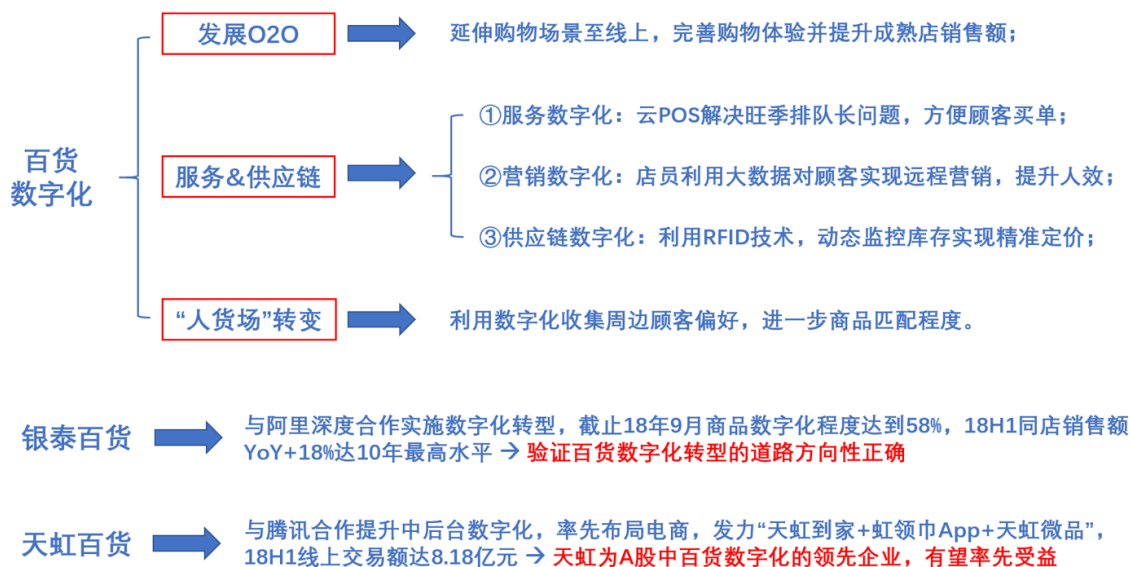 发展O2O
延伸购物场景至线上，完善购物体验并提升成熟店销售额；
百货
数字化
服务&供应链
①服务数字化：云POS解决旺季排队长问题，方便顾客买单；
②营销数字化：店员利用大数据对顾客实现远程营销，提升人效；
③供应链数字化：利用RFID技术，动态监控库存实现精准定价；
“人货场”转变
利用数字化收集周边顾客偏好，进一步商品匹配程度。
银泰百货
与阿里深度合作实施数字化转型，截止18年9月商品数字化程度达到58%，18H1同店销售额
YoY+18%达10年最高水平 → 验证百货数字化转型的道路方向性正确
天虹百货
与腾讯合作提升中后台数字化，率先布局电商，发力“天虹到家+虹领巾App+天虹微品”，
18H1线上交易额达8.18亿元 → 天虹为A股中百货数字化的领先企业，有望率先受益